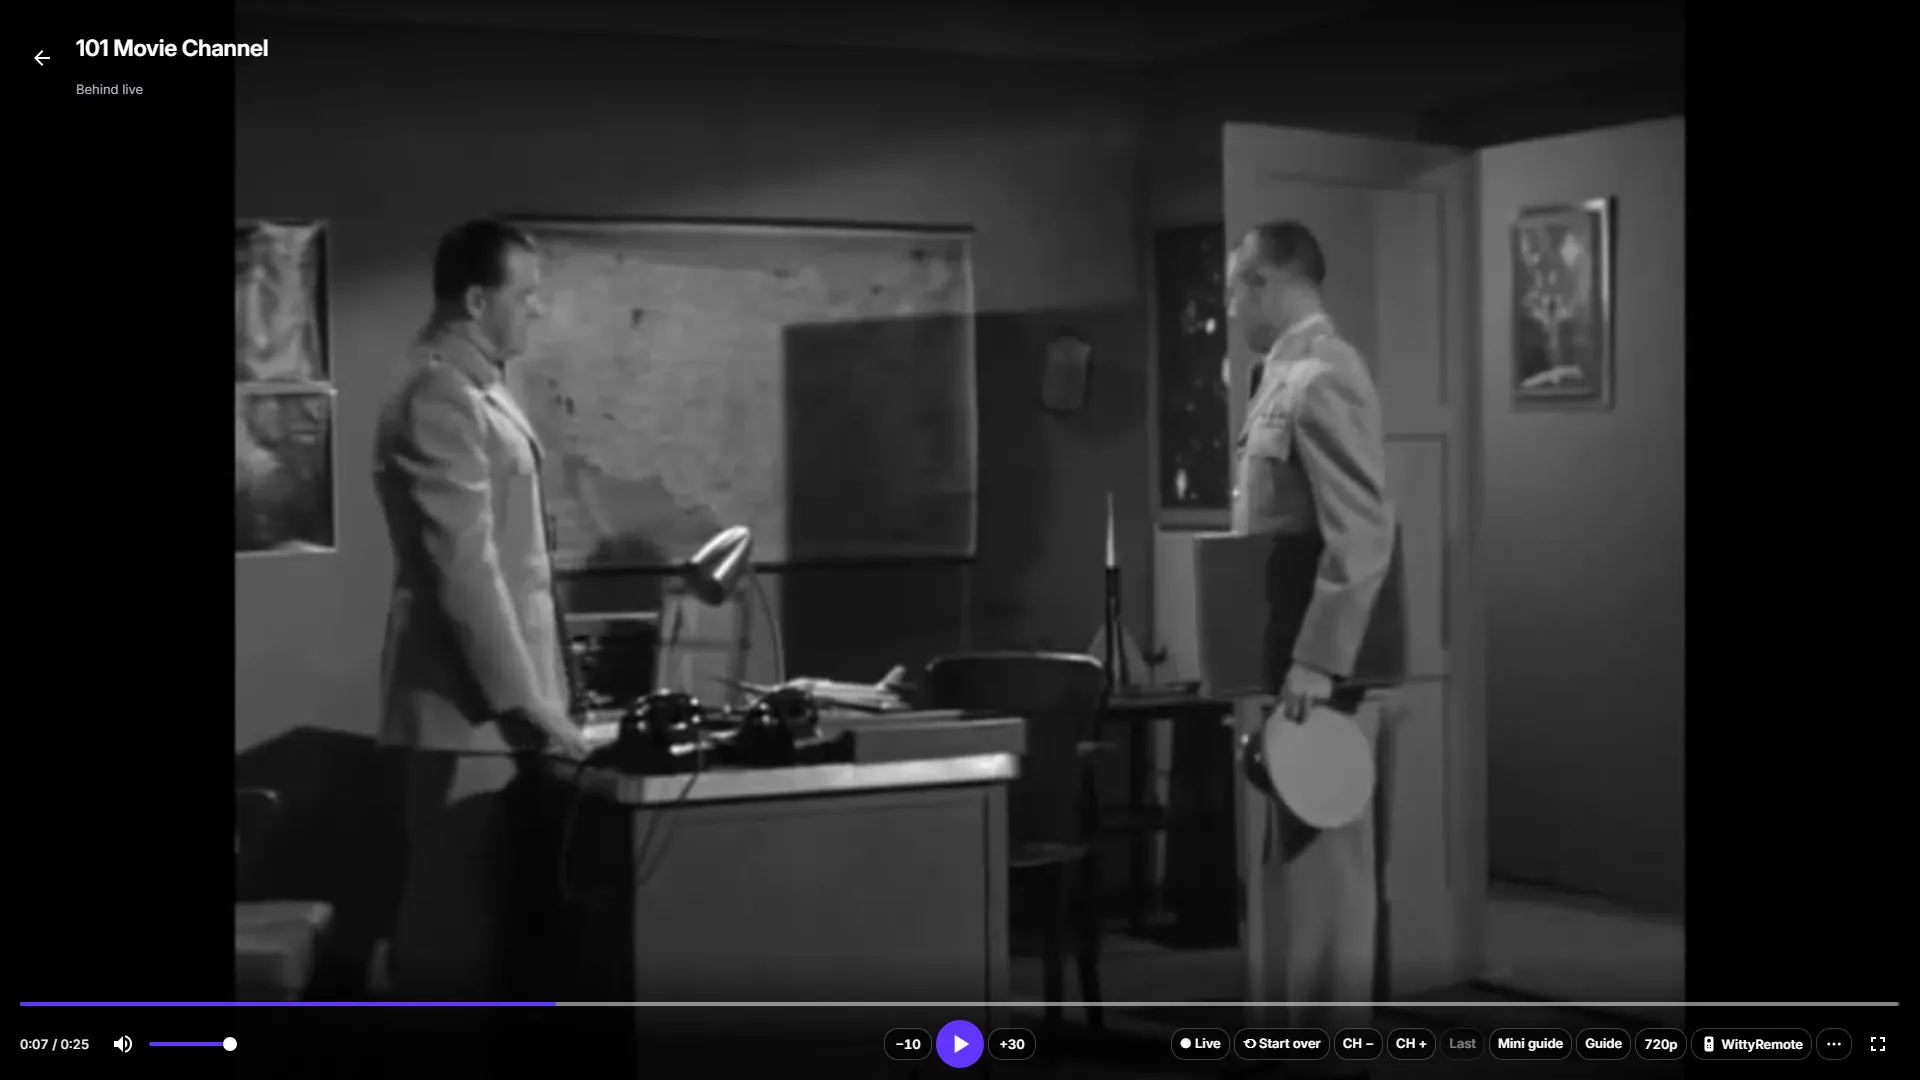 101 Movie Channel
Behind live
0:07 / 0:25
−10
+30
Live
Start over
CH −
CH +
Last
Mini guide
Guide
720p
WittyRemote